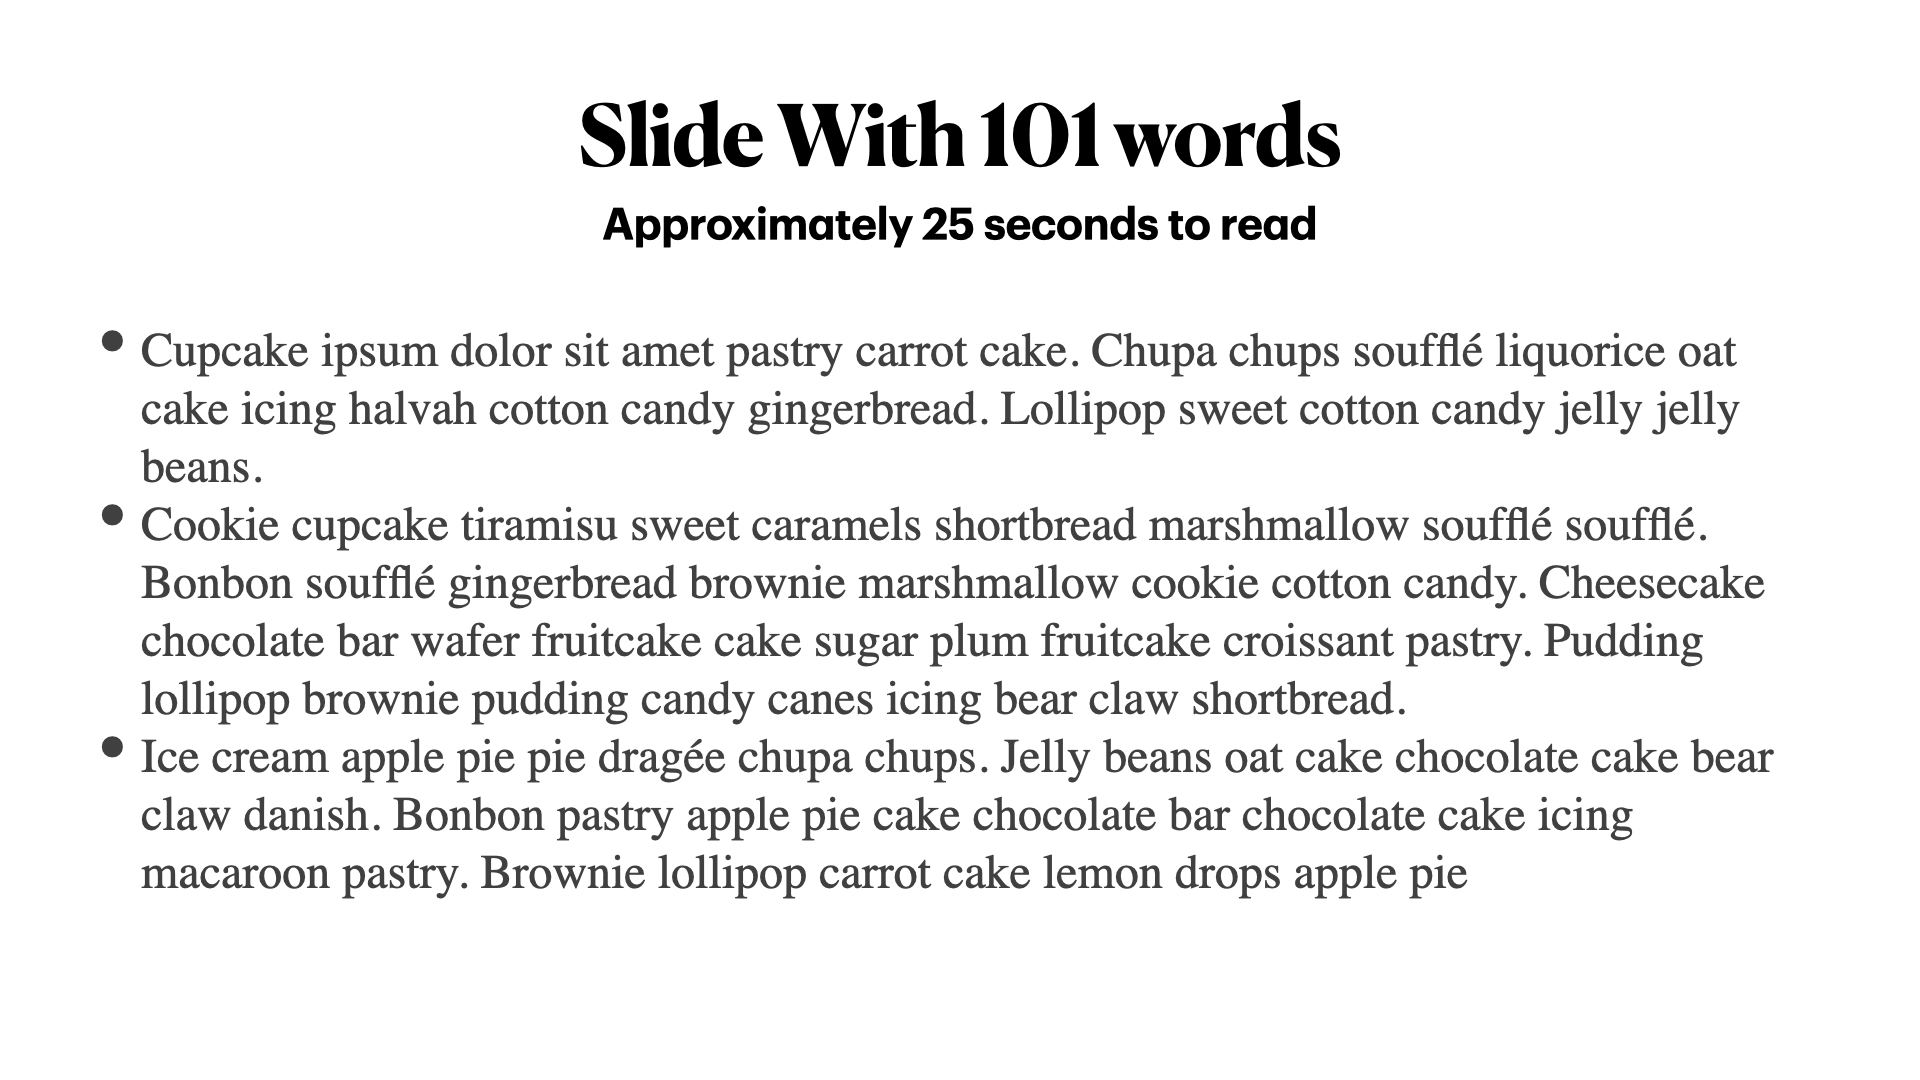 Slide With 101 words
Approximately 25 seconds to read
• Cupcake ipsum dolor sit amet pastry carrot cake. Chupa chups soufflé liquorice oat
cake icing halvah cotton candy gingerbread. Lollipop sweet cotton candy jelly jelly
beans.
• Cookie cupcake tiramisu sweet caramels shortbread marshmallow soufflé soufflé.
Bonbon soufflé gingerbread brownie marshmallow cookie cotton candy. Cheesecake
chocolate bar wafer fruitcake cake sugar plum fruitcake croissant pastry. Pudding
lollipop brownie pudding candy canes icing bear claw shortbread.
• Ice cream apple pie pie dragée chupa chups. Jelly beans oat cake chocolate cake bear
claw danish. Bonbon pastry apple pie cake chocolate bar chocolate cake icing
macaroon pastry. Brownie lollipop carrot cake lemon drops apple pie